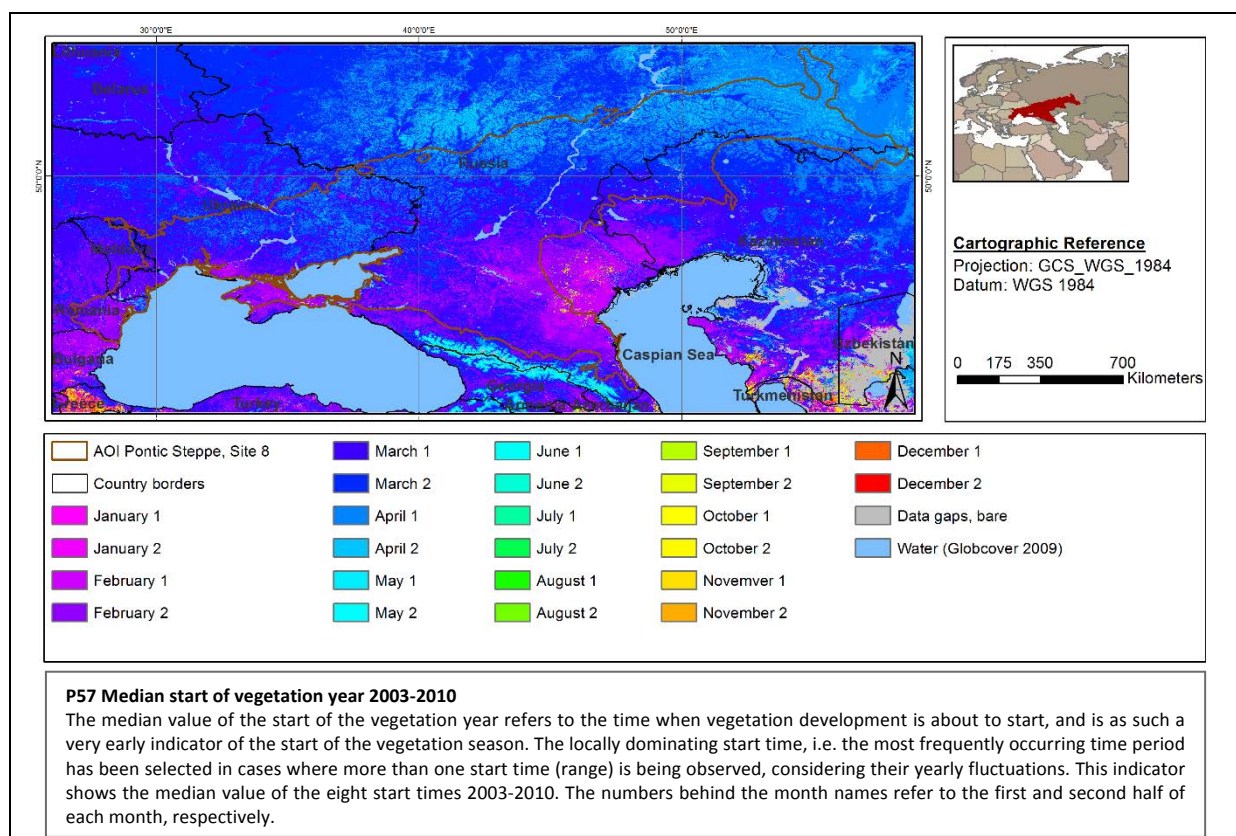 30°0'0"E 40°0'0"E 50°0'0"E
Lithuania
Belarus
Russia
50°0'0"N 50°0'0"N
Ukraine
Moldova
Kazakhstan
Romania
Bulgaria
Caspian Sea
Uzbekistan
N
Georgia
Greece
Turkey
Armenia Azerbaijan
Turkmenistan
Cartographic Reference
Projection: GCS_WGS_1984
Datum: WGS 1984
0 175 350 700
Kilometers
AOI Pontic Steppe, Site 8
Country borders
January 1
January 2
February 1
February 2
March 1
March 2
April 1
April 2
May 1
May 2
June 1
June 2
July 1
July 2
August 1
August 2
September 1
September 2
October 1
October 2
Novemver 1
November 2
December 1
December 2
Data gaps, bare
Water (Globcover 2009)
P57 Median start of vegetation year 2003-2010
The median value of the start of the vegetation year refers to the time when vegetation development is about to start, and is as such a
very early indicator of the start of the vegetation season. The locally dominating start time, i.e. the most frequently occurring time period
has been selected in cases where more than one start time (range) is being observed, considering their yearly fluctuations. This indicator
shows the median value of the eight start times 2003-2010. The numbers behind the month names refer to the first and second half of
each month, respectively.